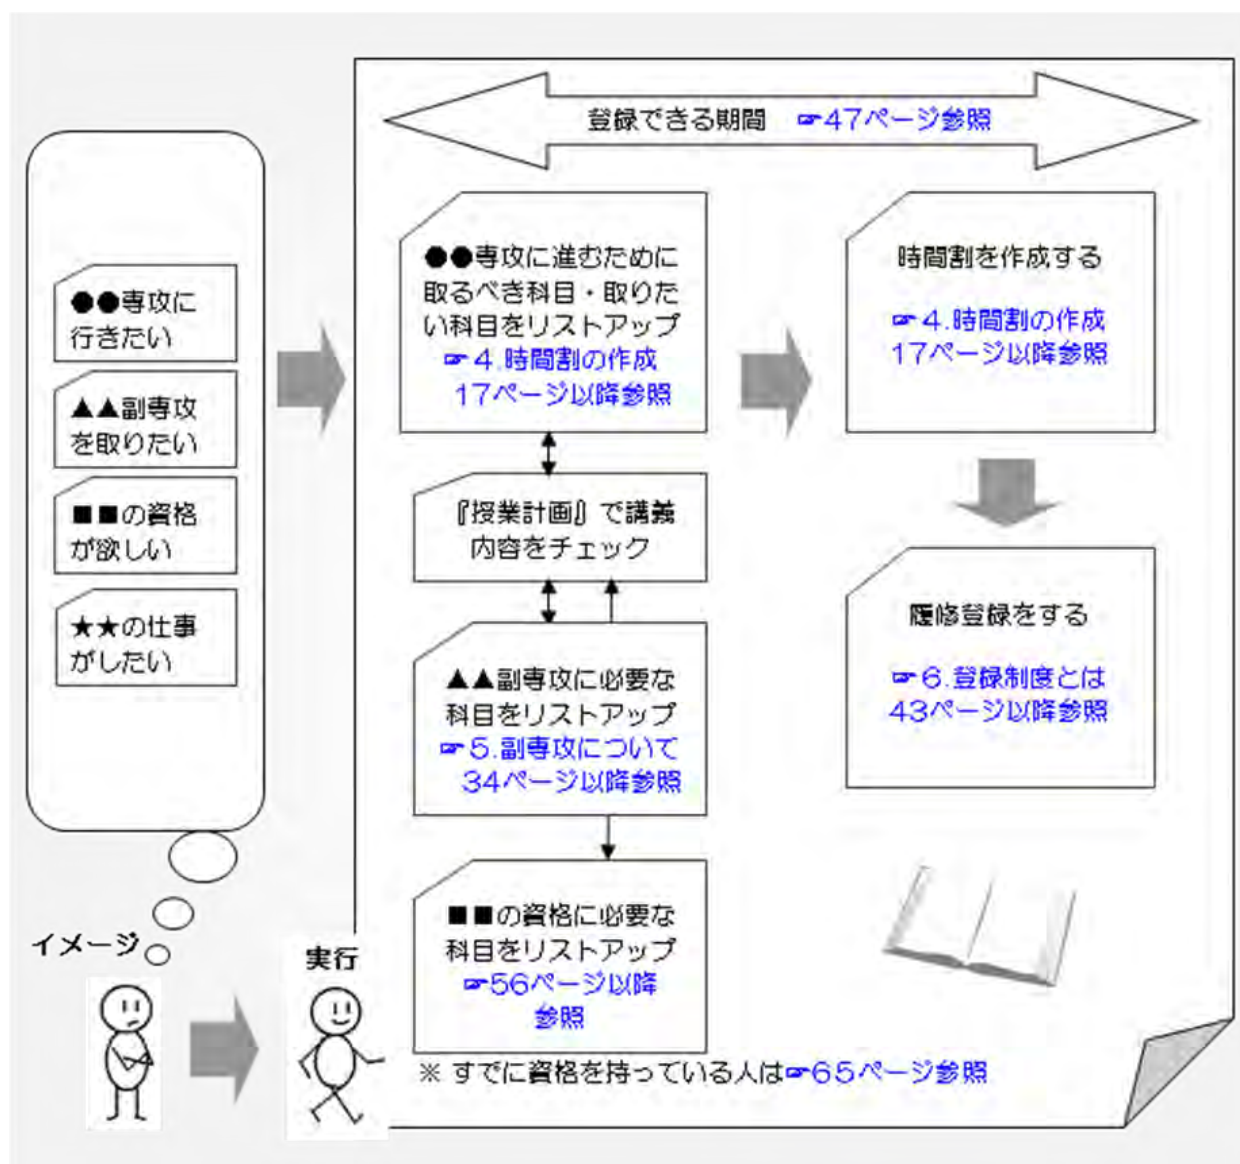 登録できる期間　☞47ページ参照
●●専攻に
行きたい
▲▲副専攻
を取りたい
■■の資格
が欲しい
★★の仕事
がしたい
イメージ
実行
●●専攻に進むために
取るべき科目・取りた
い科目をリストアップ
☞4.時間割の作成
17ページ以降参照
『授業計画』で講義
内容をチェック
▲▲副専攻に必要な
科目をリストアップ
☞5.副専攻について
34ページ以降参照
■■の資格に必要な
科目をリストアップ
☞56ページ以降
参照
※ すでに資格を持っている人は☞65ページ参照
時間割を作成する
☞4.時間割の作成
17ページ以降参照
履修登録をする
☞6.登録制度とは
43ページ以降参照